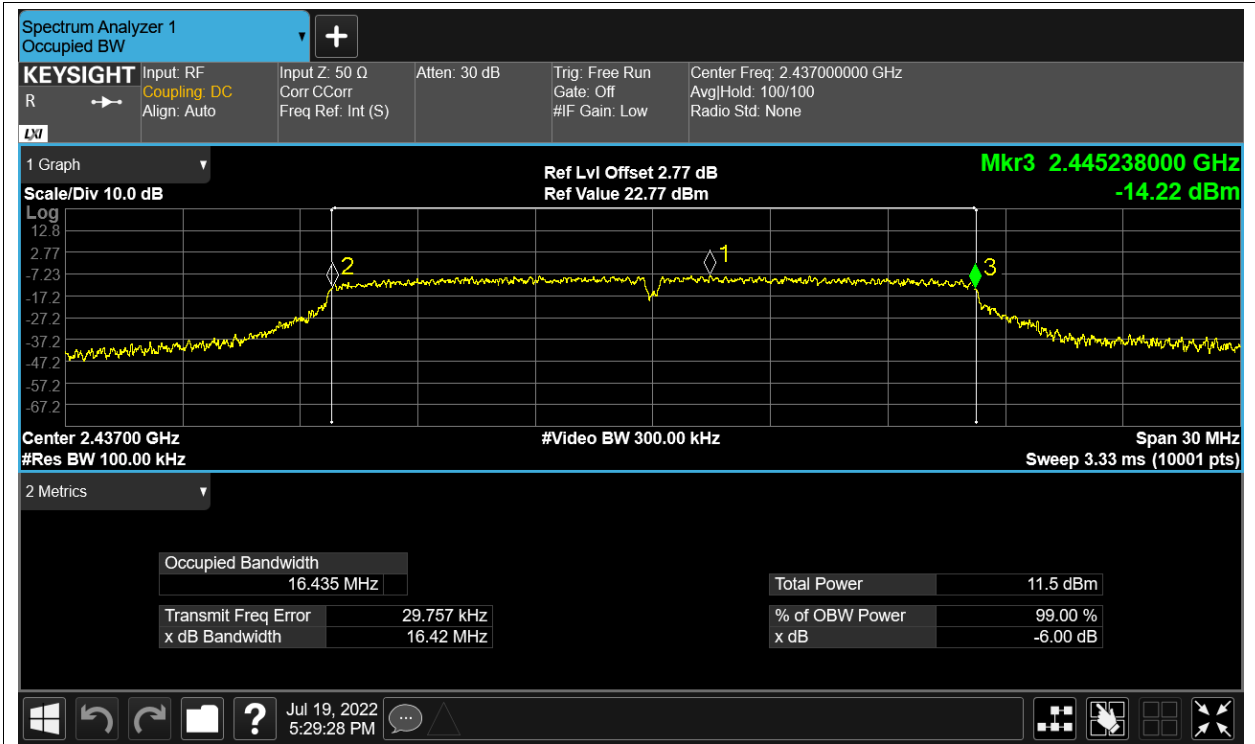 Spectrum Analyzer 1
Occupied BW
KEYSIGHT
R
LXI
Input: RF
Coupling: DC
Align: Auto
Input Z: 50 Ω
Corr CCorr
Freq Ref: Int (S)
Atten: 30 dB
Trig: Free Run
Gate: Off
#IF Gain: Low
Center Freq: 2.437000000 GHz
Avg|Hold: 100/100
Radio Std: None
1 Graph
Scale/Div 10.0 dB
Ref Lvl Offset 2.77 dB
Ref Value 22.77 dBm
Mkr3 2.445238000 GHz
-14.22 dBm
Log
12.8
2.77
-7.23
-17.2
-27.2
-37.2
-47.2
-57.2
-67.2
2
1
3
Center 2.43700 GHz
#Res BW 100.00 kHz
#Video BW 300.00 kHz
Span 30 MHz
Sweep 3.33 ms (10001 pts)
2 Metrics
Occupied Bandwidth
16.435 MHz
Transmit Freq Error 29.757 kHz
x dB Bandwidth 16.42 MHz
Total Power 11.5 dBm
% of OBW Power 99.00 %
x dB -6.00 dB
?
Jul 19, 2022
5:29:28 PM